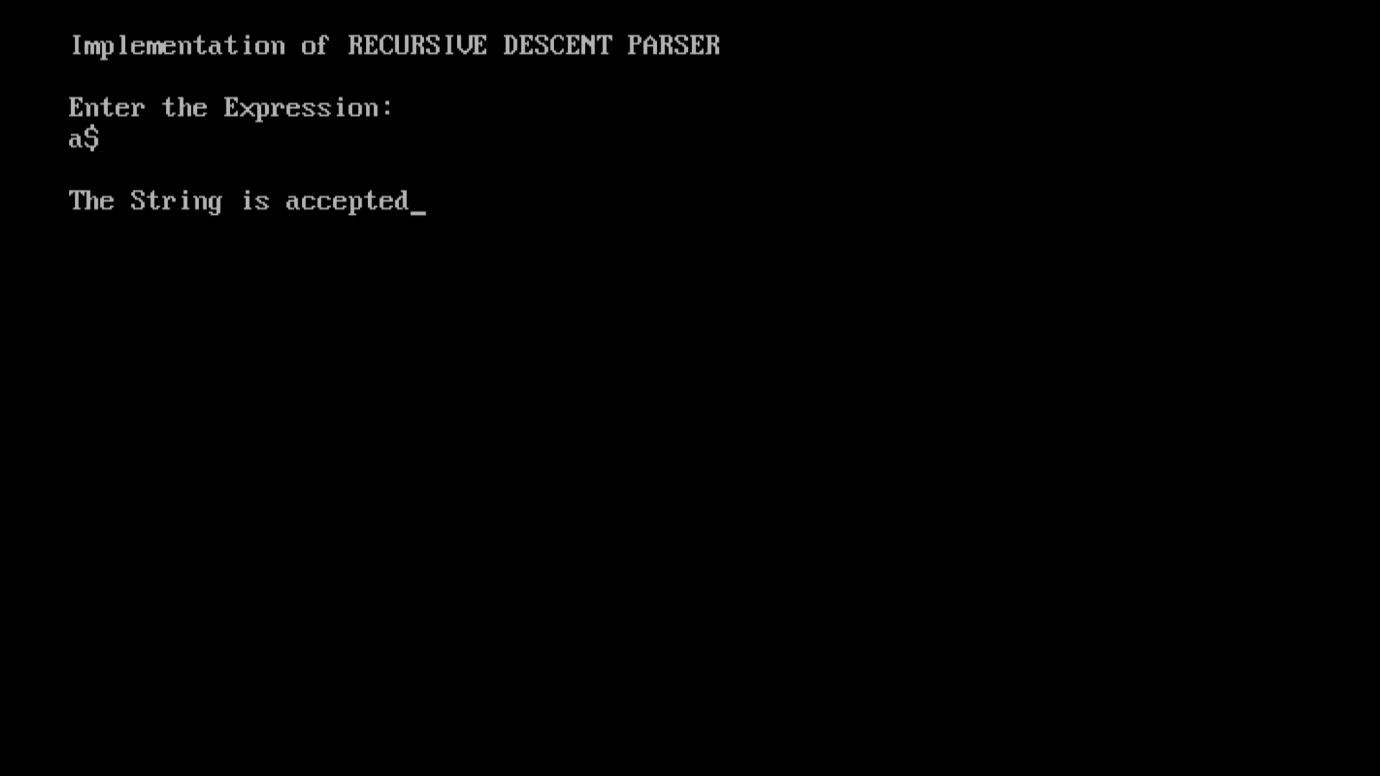 Implementation of RECURSIVE DESCENT PARSER
Enter the Expression:
a$
The String is accepted_